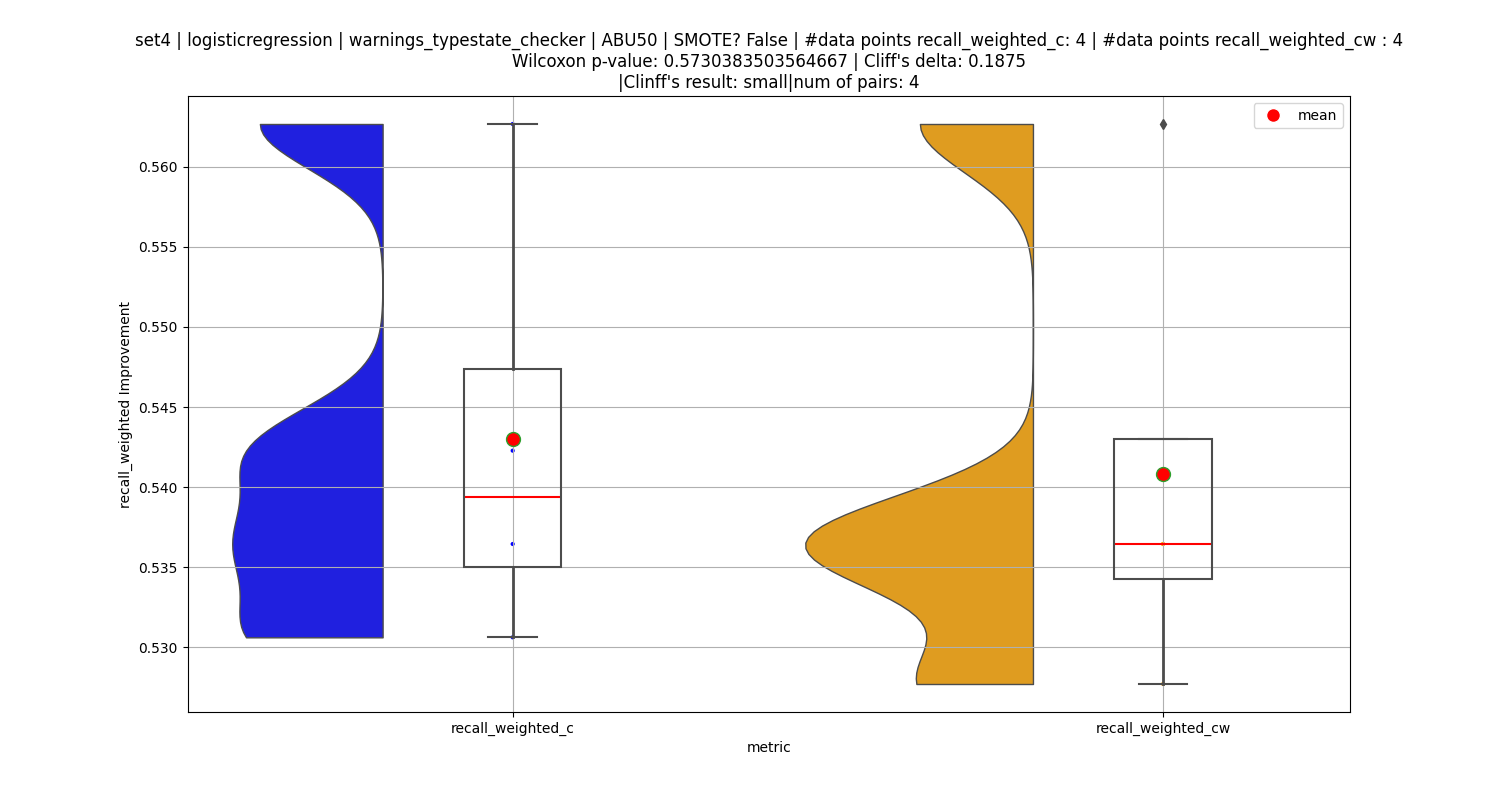 set4 | logisticregression | warnings_typestate_checker | ABU50 | SMOTE? False | #data points recall_weighted_c: 4 | #data points recall_weighted_cw : 4
Wilcoxon p-value: 0.5730383503564667 | Cliff's delta: 0.1875
|Clinff's result: small|num of pairs: 4
mean
0.560
0.555
0.550
0.545
0.540
0.535
0.530
recall_weighted Improvement
recall_weighted_c
recall_weighted_cw
metric